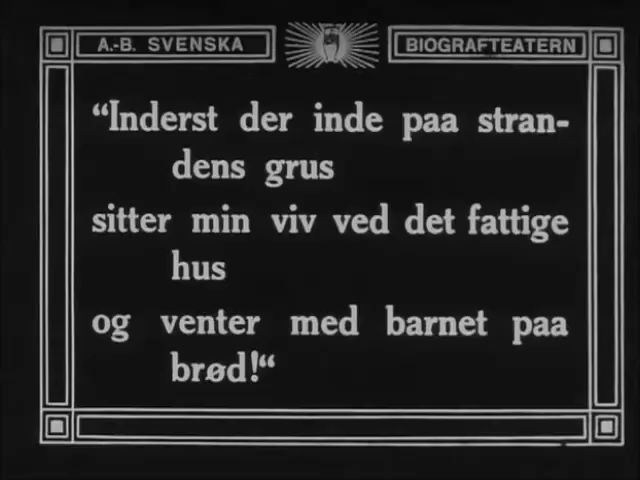 A.-B. SVENSKA BIOGRAFTEATERN
“Inderst der inde paa stran-
dens grus
sitter min viv ved det fattige
hus
og venter med barnet paa
brød!“